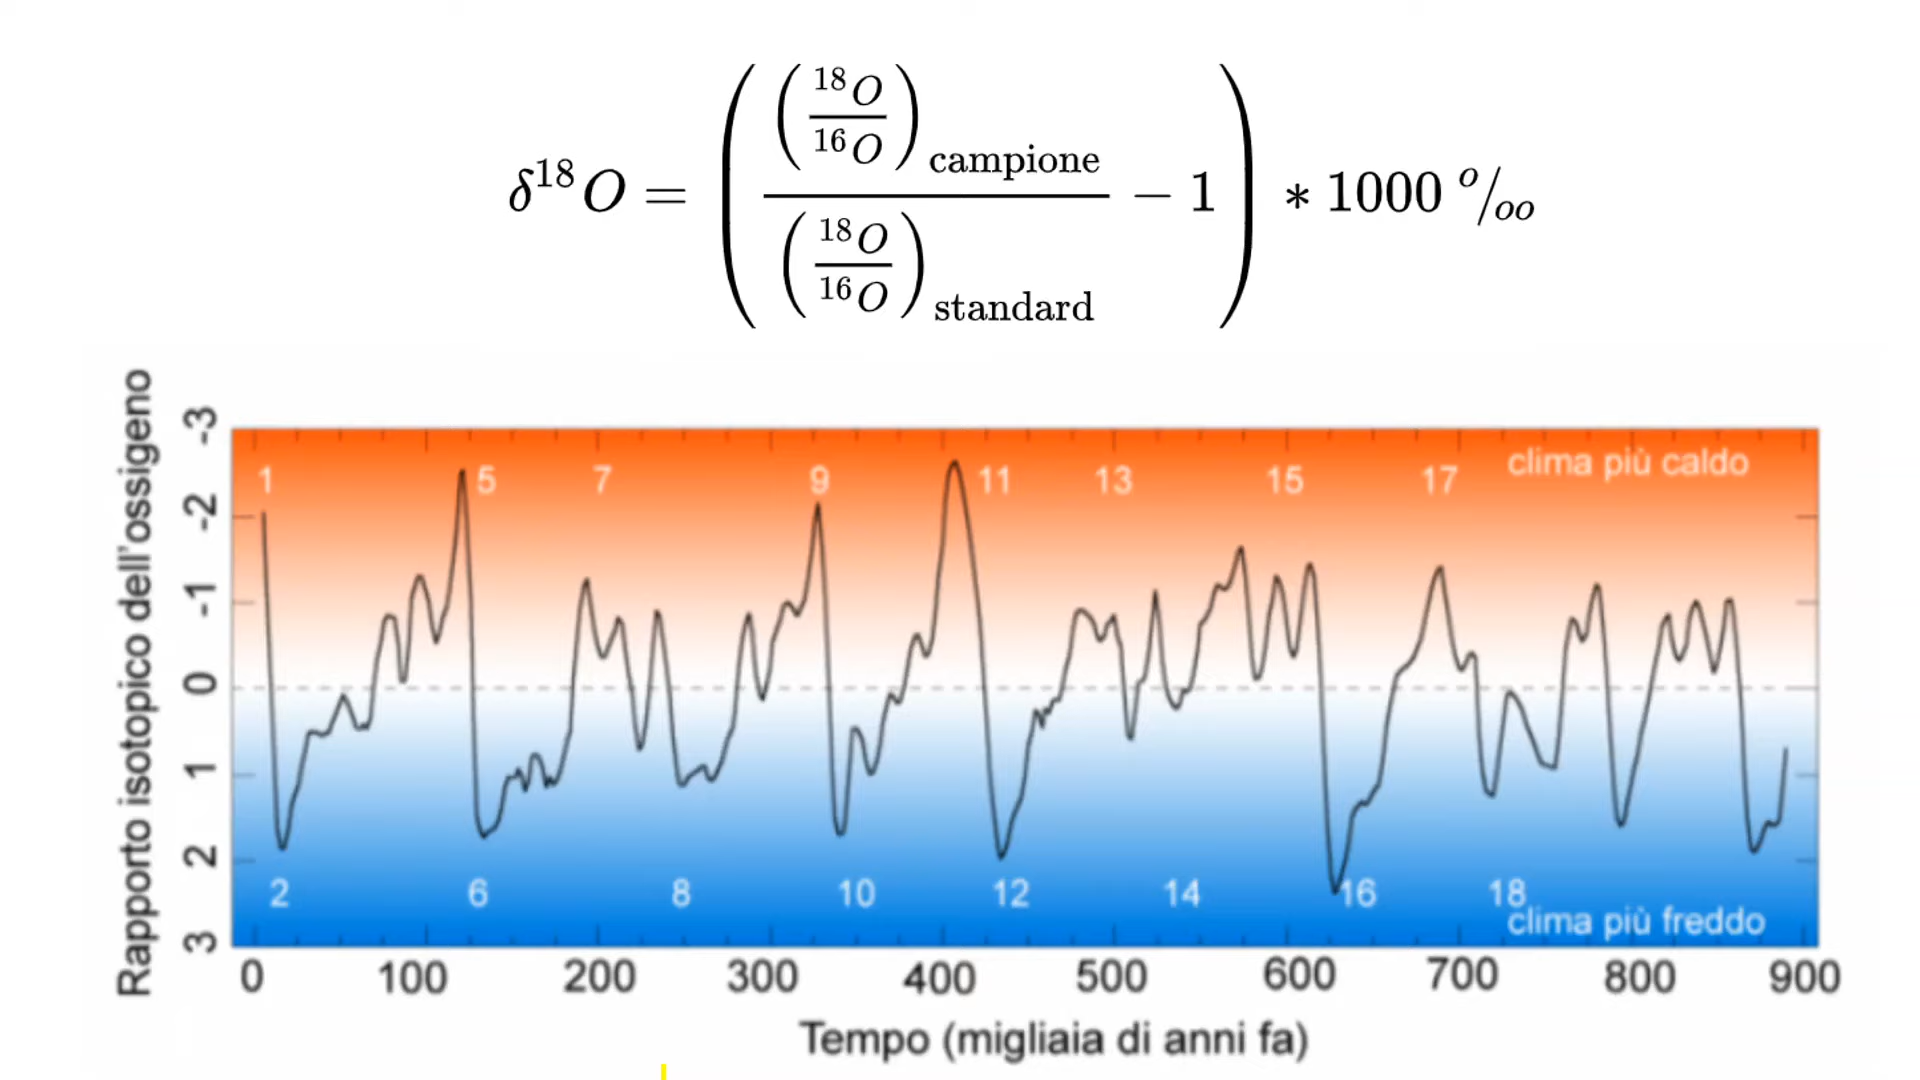 δ¹⁸O = ( (¹⁸O/¹⁶O)campione / (¹⁸O/¹⁶O)standard − 1 ) * 1000 ‰
Rapporto isotopico dell'ossigeno
-3
-2
-1
0
1
2
3
1 5 7 9 11 13 15 17
clima più caldo
2 6 8 10 12 14 16 18
clima più freddo
0 100 200 300 400 500 600 700 800 900
Tempo (migliaia di anni fa)